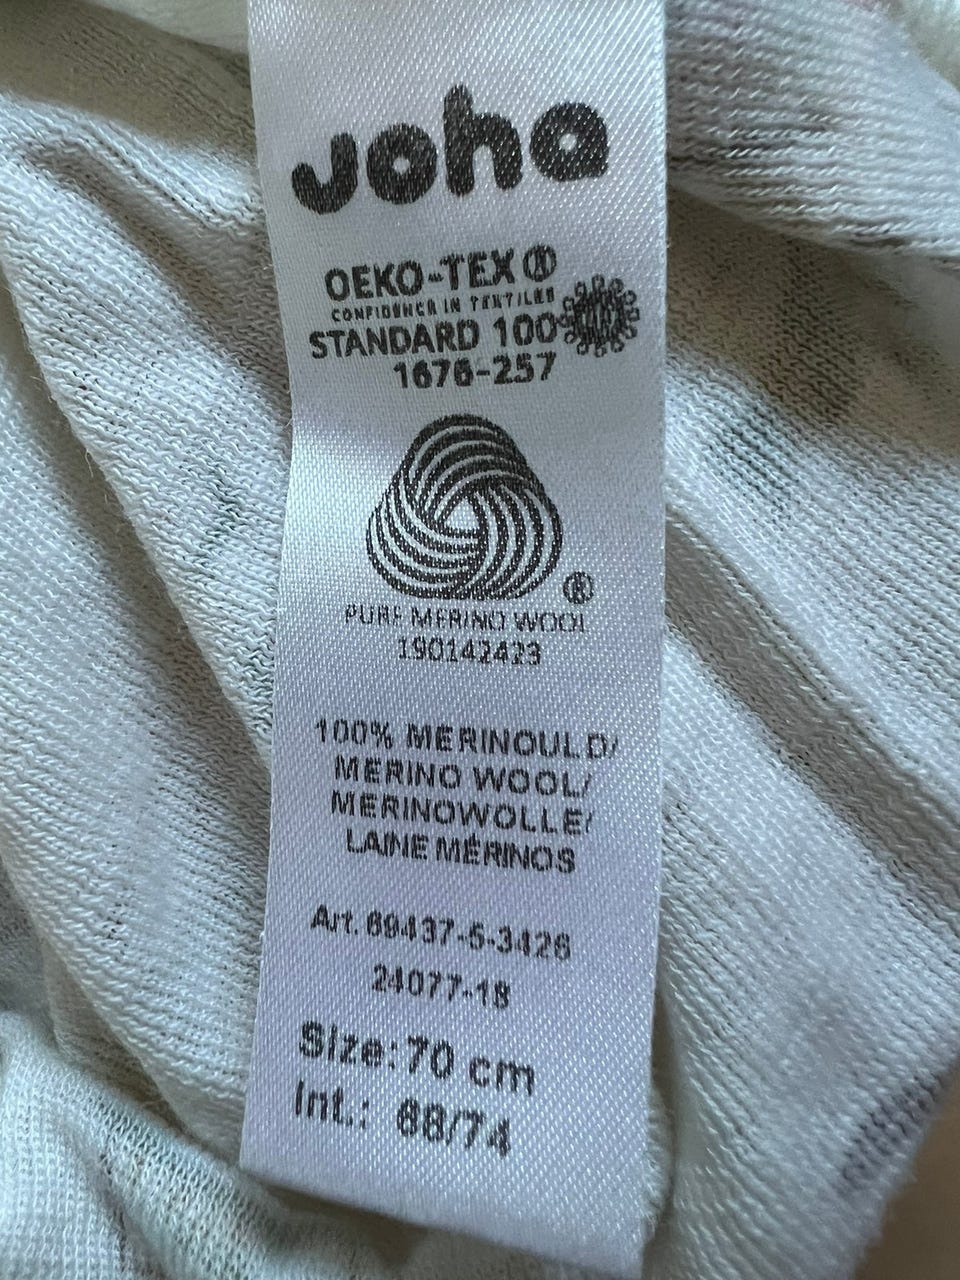 Joha
OEKO-TEX®
CONFIDENCE IN TEXTILES
STANDARD 100
1676-257
®
PURE MERINO WOOL
190142423
100% MERINOULD/
MERINO WOOL/
MERINOWOLLE/
LAINE MÉRINOS
Art. 69437-5-3426
24077-18
Size: 70 cm
Int.: 68/74